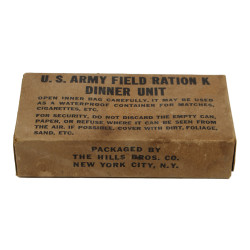 U.S. ARMY FIELD RATION K
DINNER UNIT
OPEN INNER BAG CAREFULLY. IT MAY BE USED
AS A WATERPROOF CONTAINER FOR MATCHES,
CIGARETTES, ETC.
FOR SECURITY, DO NOT DISCARD THE EMPTY CAN,
PAPER, OR REFUSE WHERE IT CAN BE SEEN FROM
THE AIR. IF POSSIBLE, COVER WITH DIRT, FOLIAGE,
SAND, ETC.
PACKAGED BY
THE HILLS BROS. CO.
NEW YORK CITY, N.Y.